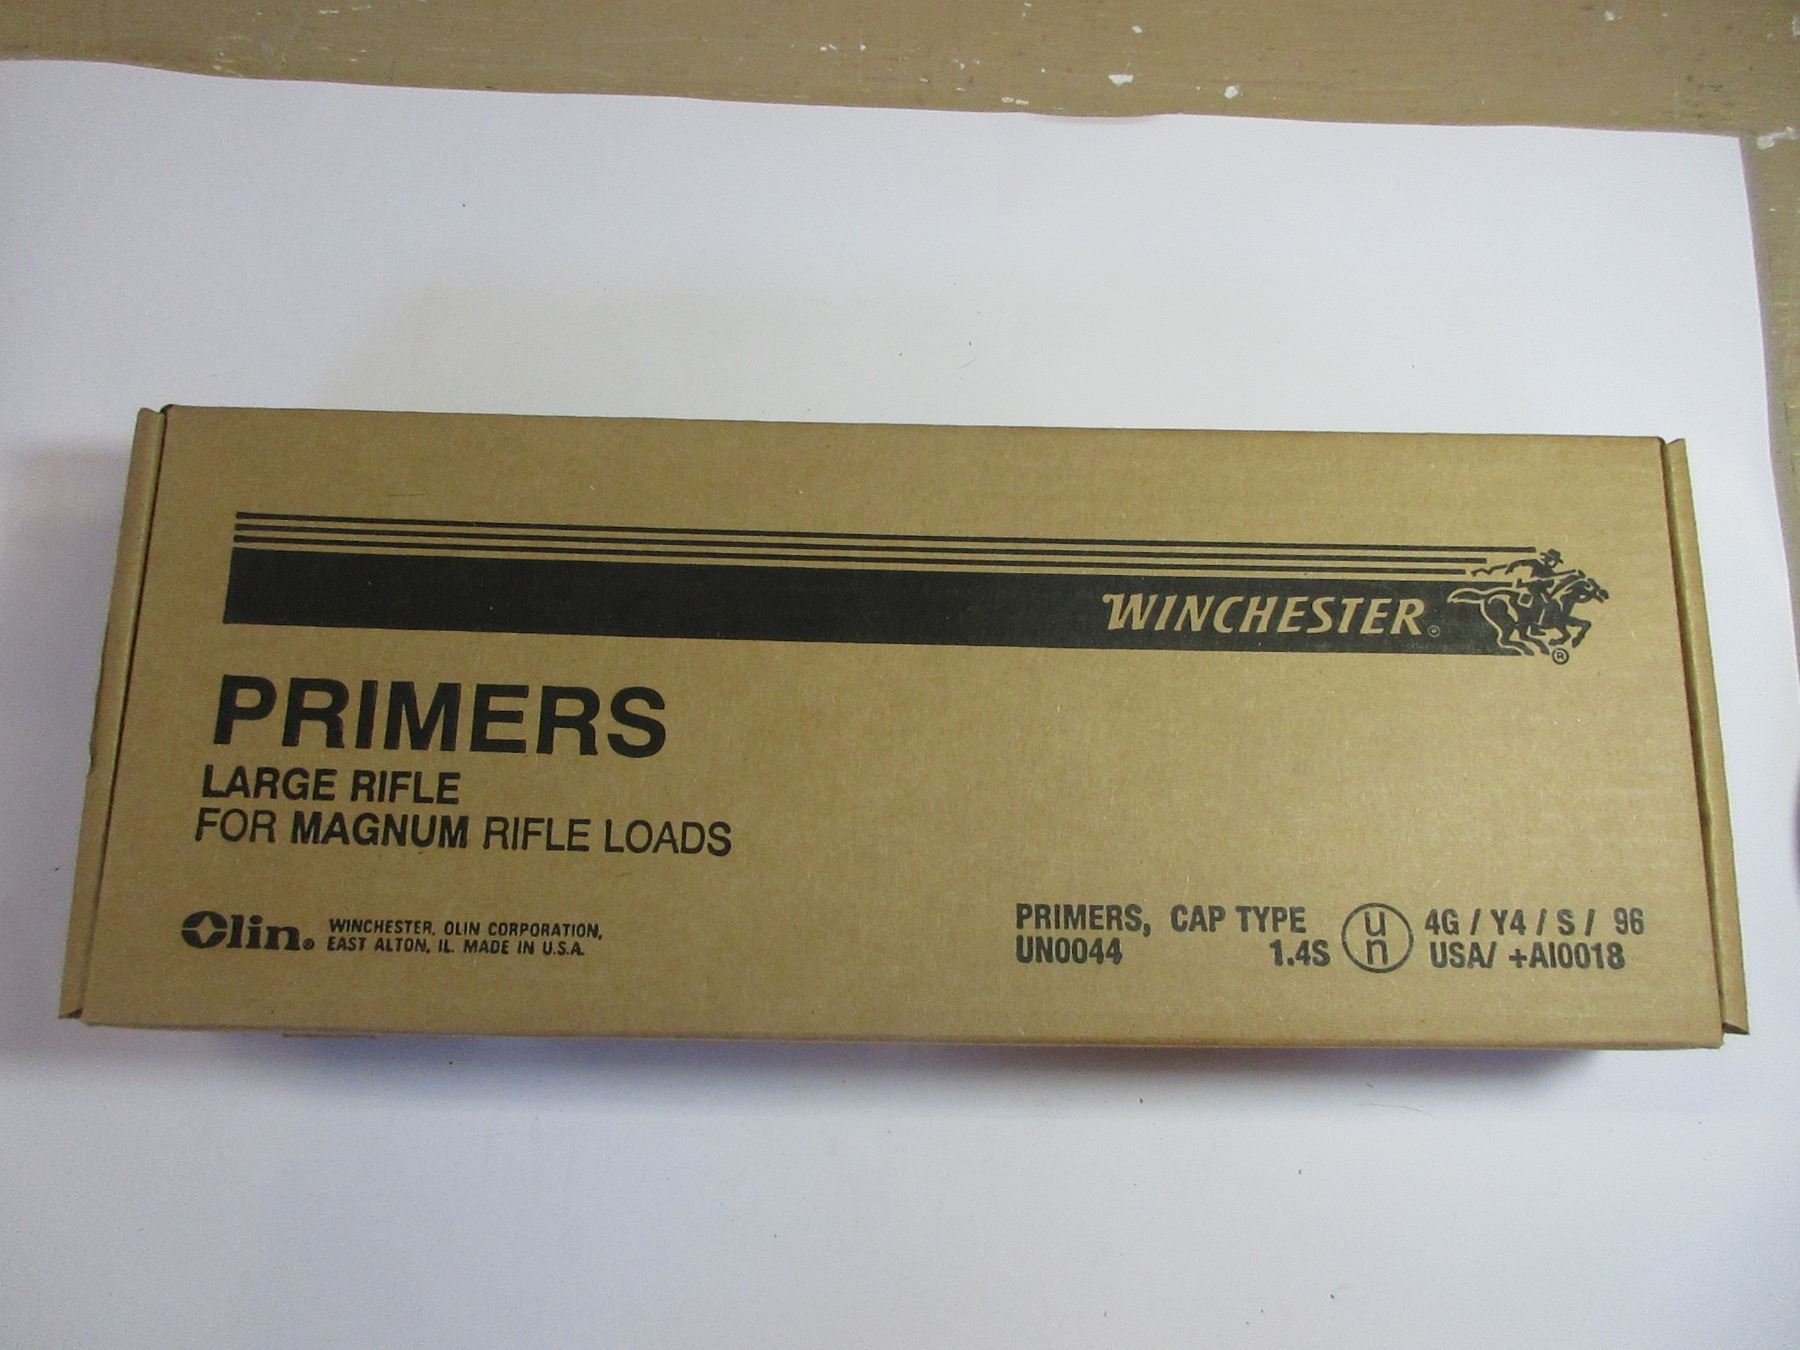 WINCHESTER®
®
PRIMERS
LARGE RIFLE
FOR MAGNUM RIFLE LOADS
Olin® WINCHESTER, OLIN CORPORATION,
EAST ALTON, IL. MADE IN U.S.A.
PRIMERS, CAP TYPE
UN0044 1.4S
un
4G / Y4 / S / 96
USA/ +AI0018